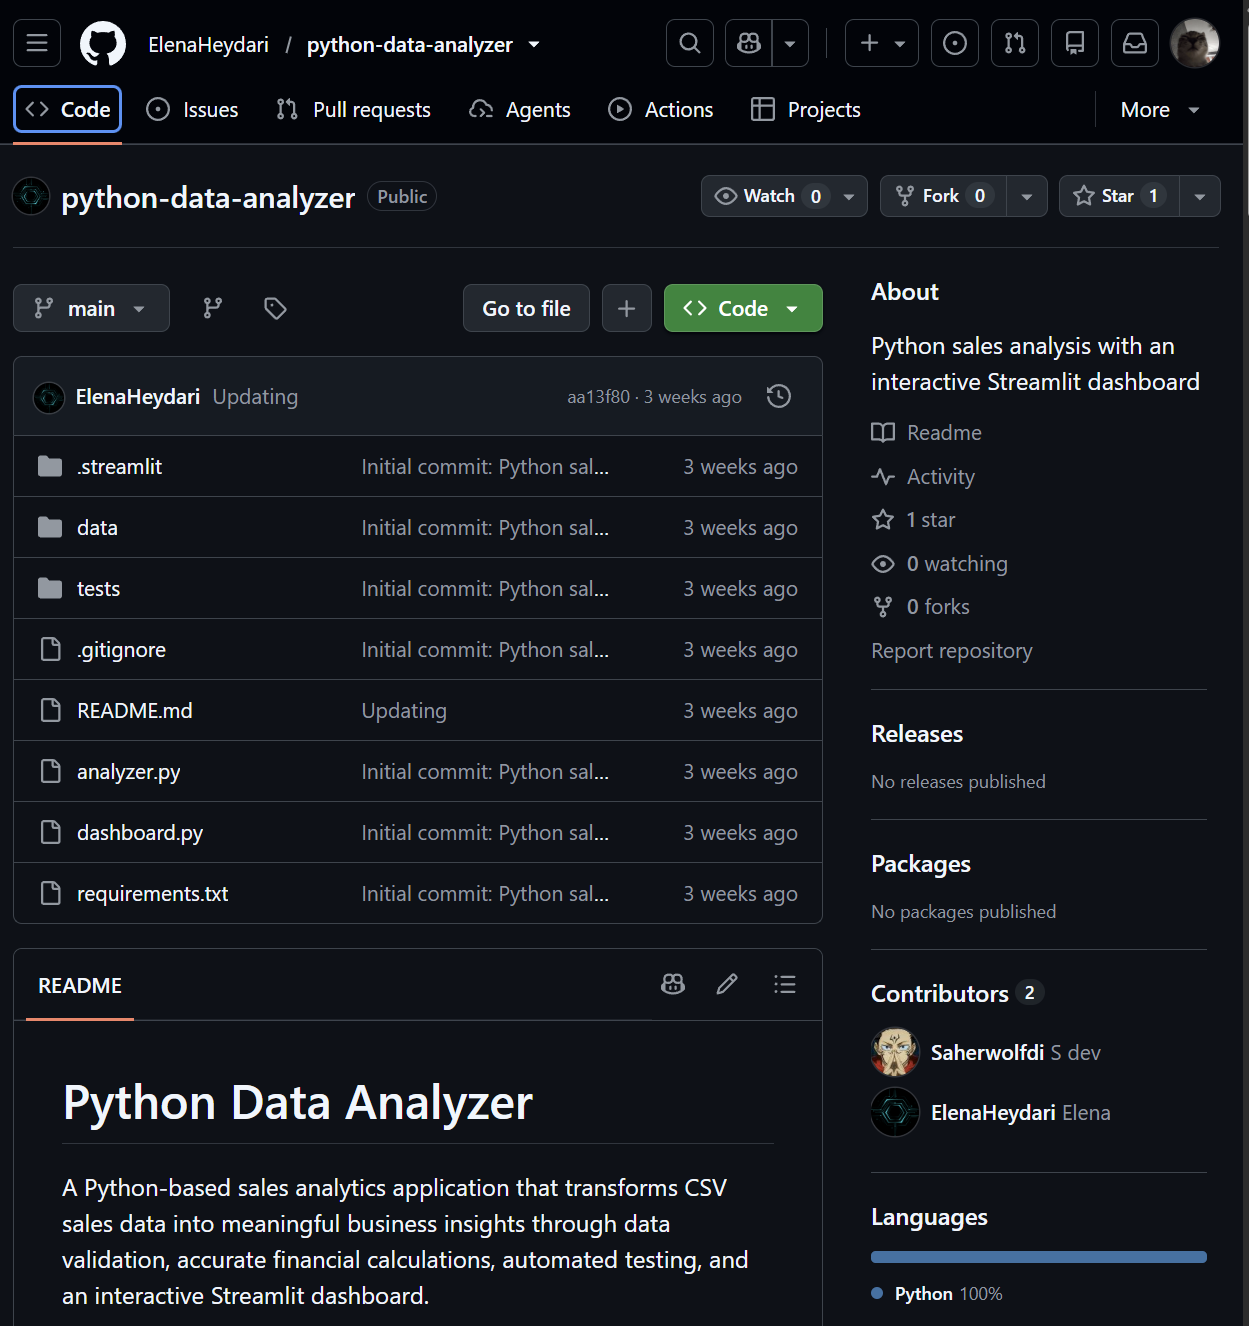 ElenaHeydari / python-data-analyzer
Code Issues Pull requests Agents Actions Projects More
python-data-analyzer Public Watch 0 Fork 0 Star 1
main Go to file + Code
ElenaHeydari Updating aa13f80 · 3 weeks ago
.streamlit Initial commit: Python sal... 3 weeks ago
data Initial commit: Python sal... 3 weeks ago
tests Initial commit: Python sal... 3 weeks ago
.gitignore Initial commit: Python sal... 3 weeks ago
README.md Updating 3 weeks ago
analyzer.py Initial commit: Python sal... 3 weeks ago
dashboard.py Initial commit: Python sal... 3 weeks ago
requirements.txt Initial commit: Python sal... 3 weeks ago
README
Python Data Analyzer
A Python-based sales analytics application that transforms CSV
sales data into meaningful business insights through data
validation, accurate financial calculations, automated testing, and
an interactive Streamlit dashboard.
About
Python sales analysis with an
interactive Streamlit dashboard
Readme
Activity
1 star
0 watching
0 forks
Report repository
Releases
No releases published
Packages
No packages published
Contributors 2
Saherwolfdi S dev
ElenaHeydari Elena
Languages
Python 100%